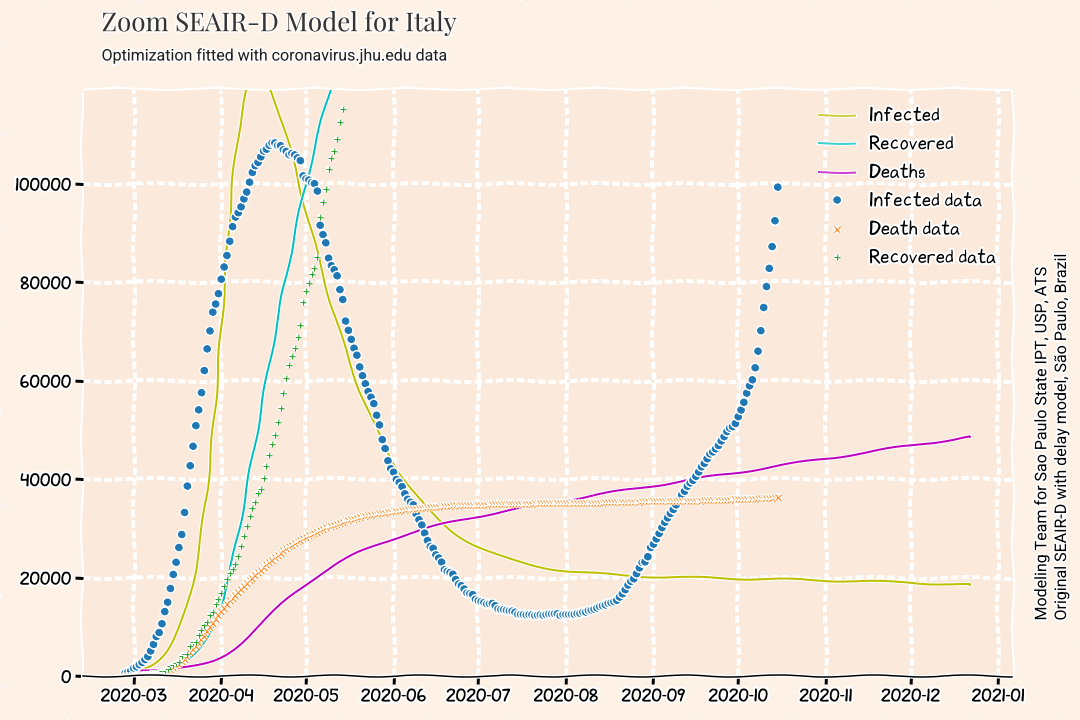 Zoom SEAIR-D Model for Italy
Optimization fitted with coronavirus.jhu.edu data
Infected
Recovered
Deaths
Infected data
Death data
Recovered data
100000
80000
60000
40000
20000
0
2020-03 2020-04 2020-05 2020-06 2020-07 2020-08 2020-09 2020-10 2020-11 2020-12 2021-01
Modeling Team for Sao Paulo State IPT, USP, ATS
Original SEAIR-D with delay model, São Paulo, Brazil